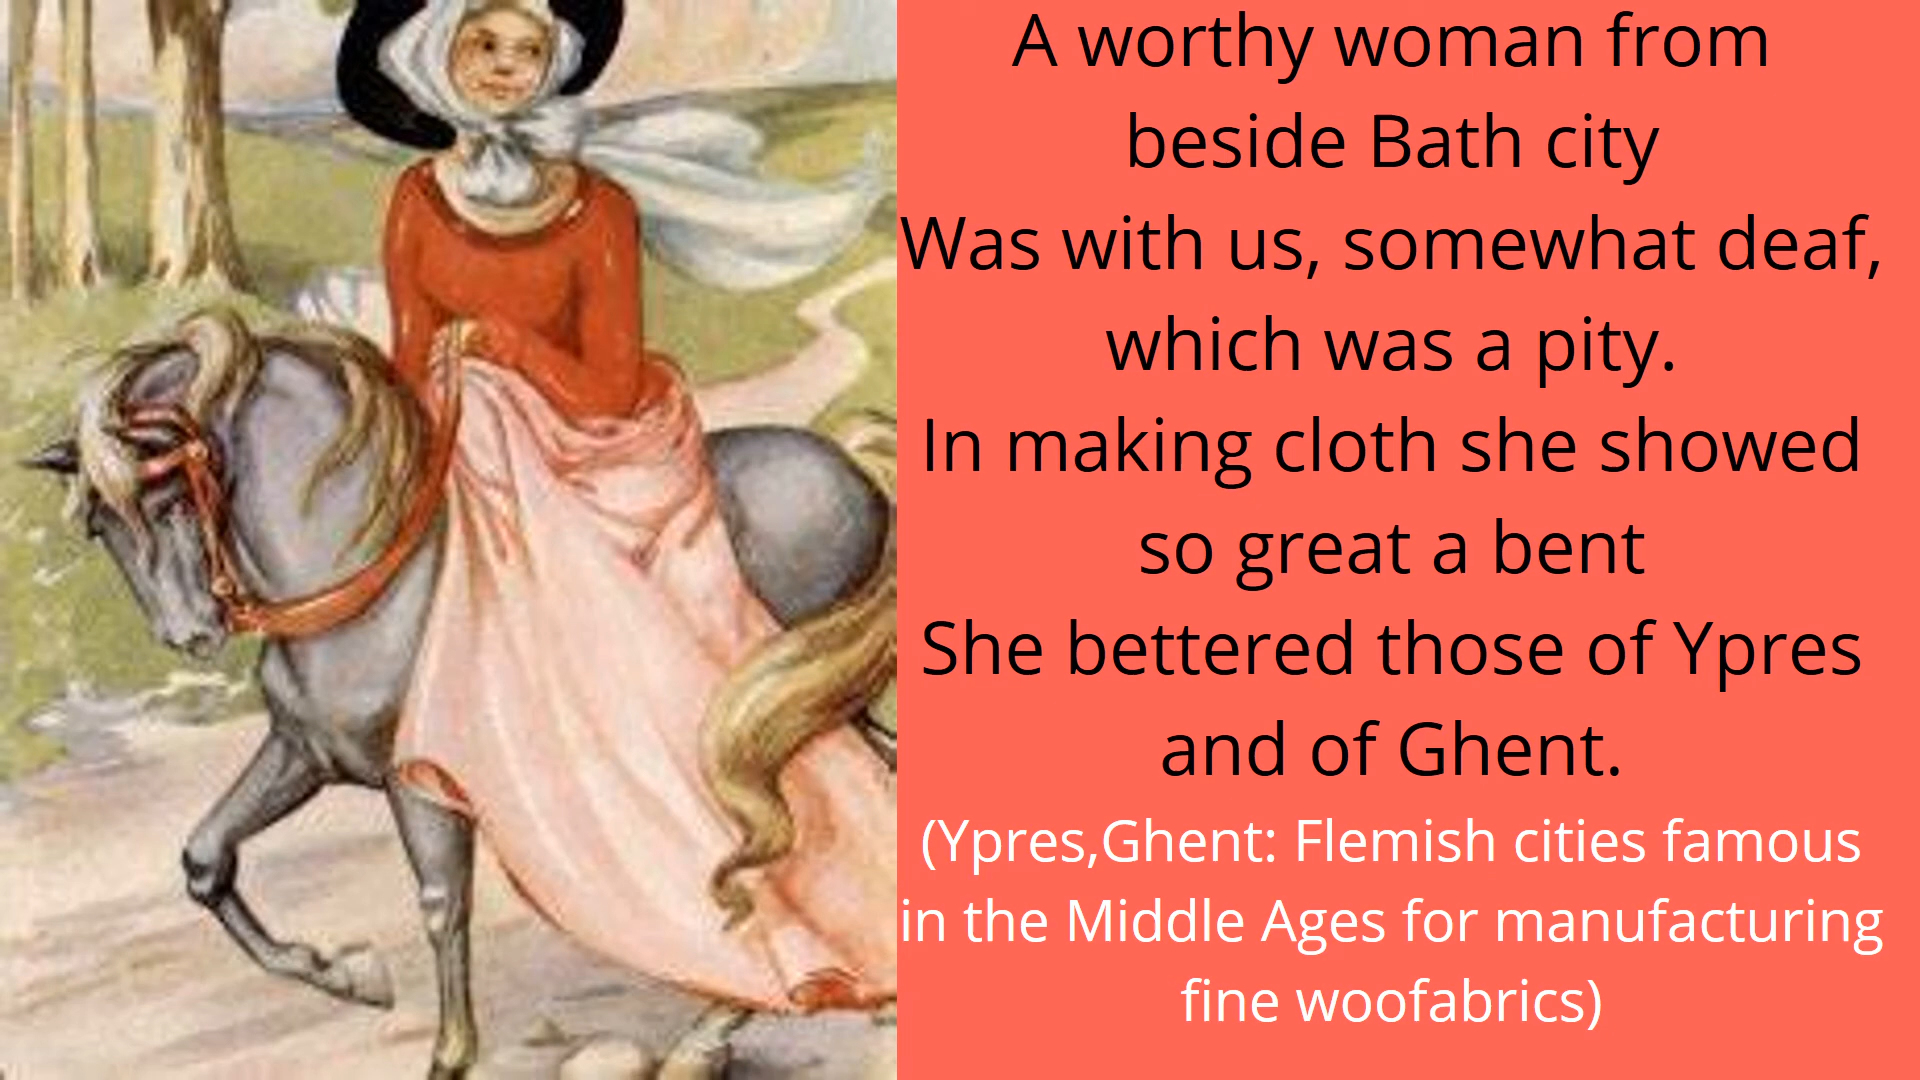 A worthy woman from
beside Bath city
Was with us, somewhat deaf,
which was a pity.
In making cloth she showed
so great a bent
She bettered those of Ypres
and of Ghent.
(Ypres,Ghent: Flemish cities famous
in the Middle Ages for manufacturing
fine woofabrics)